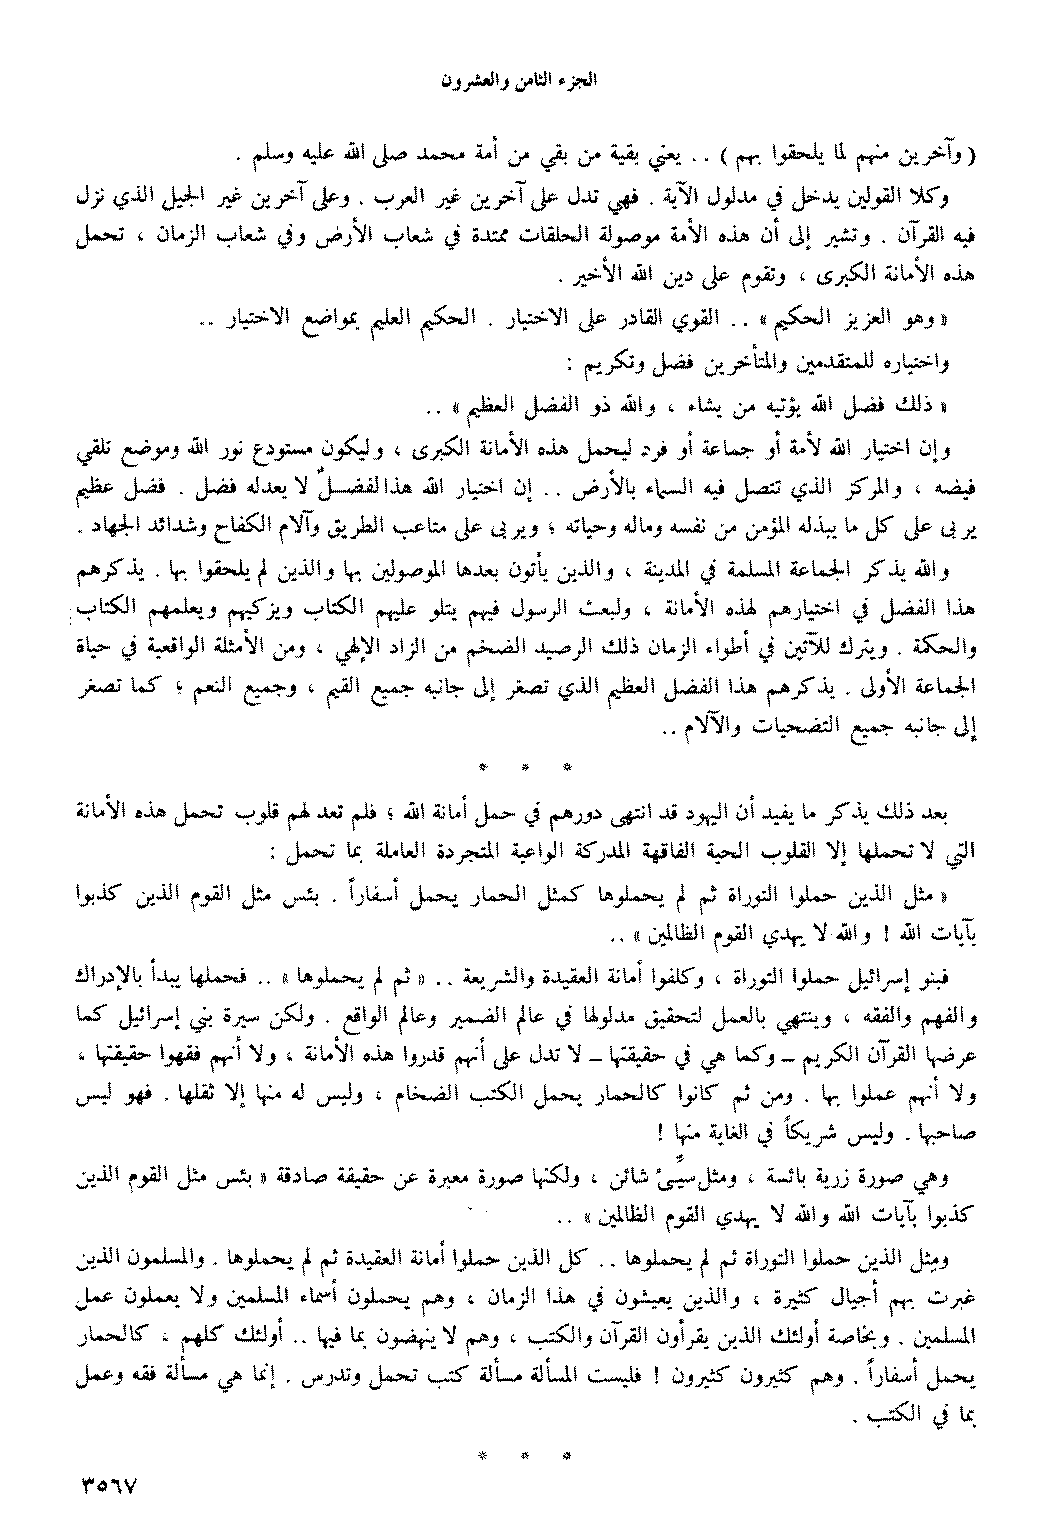 الجزء الثامن والعشرون
( وآخرين منهم لما يلحقوا بهم ) .. يعني بقية من بقي من أمة محمد صلى الله عليه وسلم .
وكلا القولين يدخل في مدلول الآية . فهي تدل على آخرين غير العرب . وعلى آخرين غير الجيل الذي نزل
فيه القرآن . وتشير إلى أن هذه الأمة موصولة الحلقات ممتدة في شعاب الأرض وفي شعاب الزمان ، تحمل
هذه الأمانة الكبرى ، وتقوم على دين الله الأخير .
« وهو العزيز الحكيم » .. القوي القادر على الاختيار . الحكيم العليم بمواضع الاختيار ..
واختياره للمتقدمين والمتأخرين فضل وتكريم :
« ذلك فضل الله يؤتيه من يشاء ، والله ذو الفضل العظيم » ..
وإن اختيار الله لأمة أو جماعة أو فرد ليحمل هذه الأمانة الكبرى ، وليكون مستودع نور الله وموضع تلقي
فيضه ، والمركز الذي تتصل فيه السماء بالأرض .. إن اختيار الله هذا لفضلٌ لا يعدله فضل . فضل عظيم
يربى على كل ما يبذله المؤمن من نفسه وماله وحياته ؛ ويربى على متاعب الطريق وآلام الكفاح وشدائد الجهاد .
والله يذكر الجماعة المسلمة في المدينة ، والذين يأتون بعدها الموصولين بها والذين لم يلحقوا بها . يذكرهم
هذا الفضل في اختيارهم لهذه الأمانة ، ولبعث الرسول فيهم يتلو عليهم الكتاب ويزكيهم ويعلمهم الكتاب
والحكمة . ويترك للآتين في أطواء الزمان ذلك الرصيد الضخم من الزاد الإلهي ، ومن الأمثلة الواقعية في حياة
الجماعة الأولى . يذكرهم هذا الفضل العظيم الذي تصغر إلى جانبه جميع القيم ، وجميع النعم ؛ كما تصغر
إلى جانبه جميع التضحيات والآلام ..
* * *
بعد ذلك يذكر ما يفيد أن اليهود قد انتهى دورهم في حمل أمانة الله ؛ فلم تعد لهم قلوب تحمل هذه الأمانة
التي لا تحملها إلا القلوب الحية الفاقهة المدركة الواعية المتجردة العاملة بما تحمل :
« مثل الذين حملوا التوراة ثم لم يحملوها كمثل الحمار يحمل أسفاراً . بئس مثل القوم الذين كذبوا
بآيات الله ! والله لا يهدي القوم الظالمين » ..
فبنو إسرائيل حملوا التوراة ، وكلفوا أمانة العقيدة والشريعة .. « ثم لم يحملوها » .. فحملها يبدأ بالإدراك
والفهم والفقه ، وينتهي بالعمل لتحقيق مدلولها في عالم الضمير وعالم الواقع . ولكن سيرة بني إسرائيل كما
عرضها القرآن الكريم – وكما هي في حقيقتها – لا تدل على أنهم قدروا هذه الأمانة ، ولا أنهم فقهوا حقيقتها ،
ولا أنهم عملوا بها . ومن ثم كانوا كالحمار يحمل الكتب الضخام ، وليس له منها إلا ثقلها . فهو ليس
صاحبها . وليس شريكاً في الغاية منها !
وهي صورة زرية بائسة ، ومثل سيّئ شائن ، ولكنها صورة معبرة عن حقيقة صادقة « بئس مثل القوم الذين
كذبوا بآيات الله والله لا يهدي القوم الظالمين » ..
ومِثل الذين حملوا التوراة ثم لم يحملوها .. كل الذين حملوا أمانة العقيدة ثم لم يحملوها . والمسلمون الذين
غبرت بهم أجيال كثيرة ، والذين يعيشون في هذا الزمان ، وهم يحملون أسماء المسلمين ولا يعملون عمل
المسلمين . وبخاصة أولئك الذين يقرأون القرآن والكتب ، وهم لا ينهضون بما فيها .. أولئك كلهم ، كالحمار
يحمل أسفاراً . وهم كثيرون كثيرون ! فليست المسألة مسألة كتب تحمل وتدرس . إنما هي مسألة فقه وعمل
بما في الكتب .
* * *
٣٥٦٧